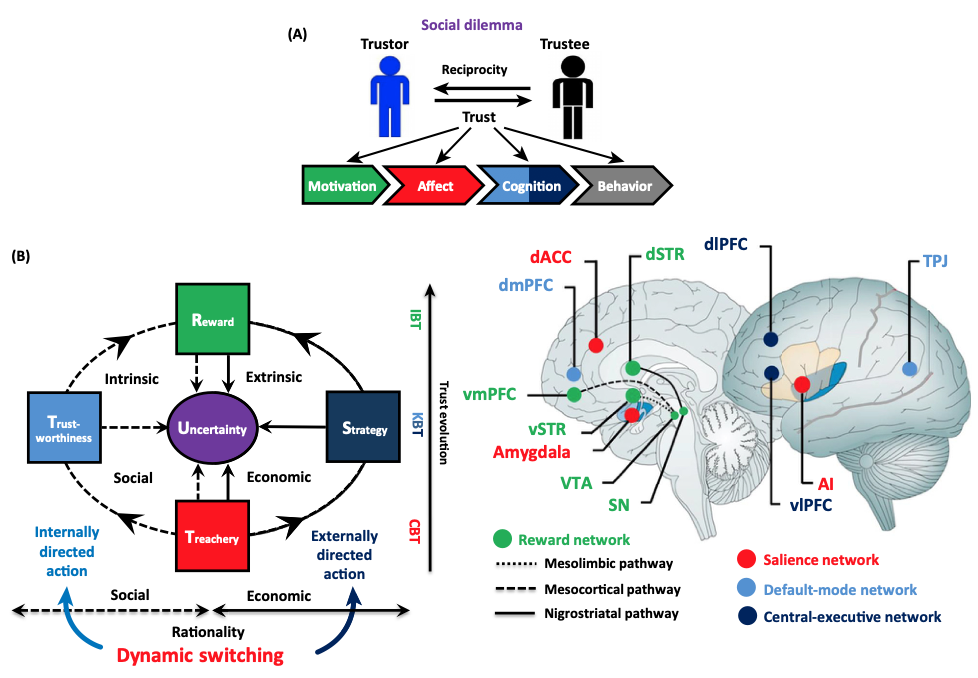 (A)
Social dilemma
Trustor
Trustee
Reciprocity
Trust
Motivation
Affect
Cognition
Behavior
(B)
Reward
Intrinsic
Extrinsic
Trust-
worthiness
Uncertainty
Strategy
Social
Economic
Treachery
Internally
directed
action
Externally
directed
action
Social
Economic
Rationality
Dynamic switching
IBT
KBT
CBT
Trust evolution
dACC
dmPFC
dSTR
dlPFC
TPJ
vmPFC
vSTR
Amygdala
VTA
SN
AI
vlPFC
Reward network
Mesolimbic pathway
Mesocortical pathway
Nigrostriatal pathway
Salience network
Default-mode network
Central-executive network